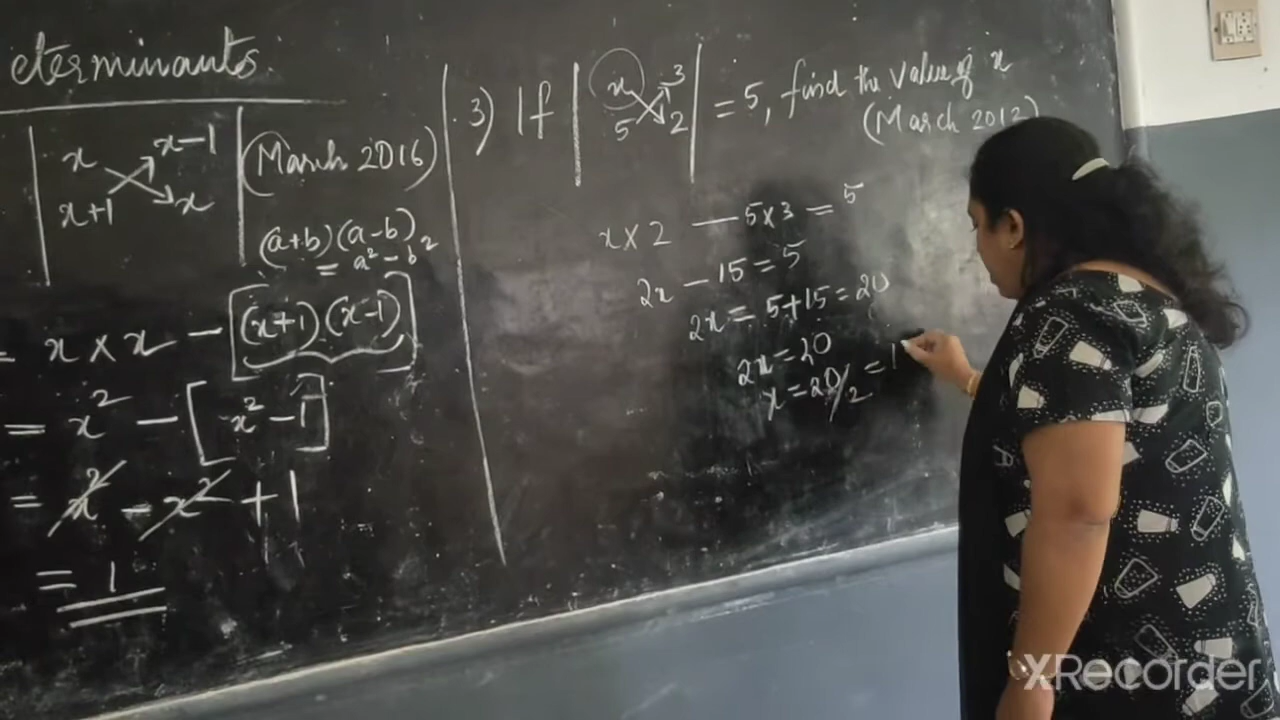 eterminants
x x-1
x+1 x
(March 2016)
(a+b)(a-b)
= a² - b²
= x × x - [(x+1)(x-1)]
= x² - [x² - 1]
= x² - x² + 1
= 1
3) If | x 3 | = 5, find the value of x
5 2
(March 2012)
x × 2 - 5×3 = 5
2x - 15 = 5
2x = 5+15 = 20
2x = 20
x = 20/2 = 1
XRecorder